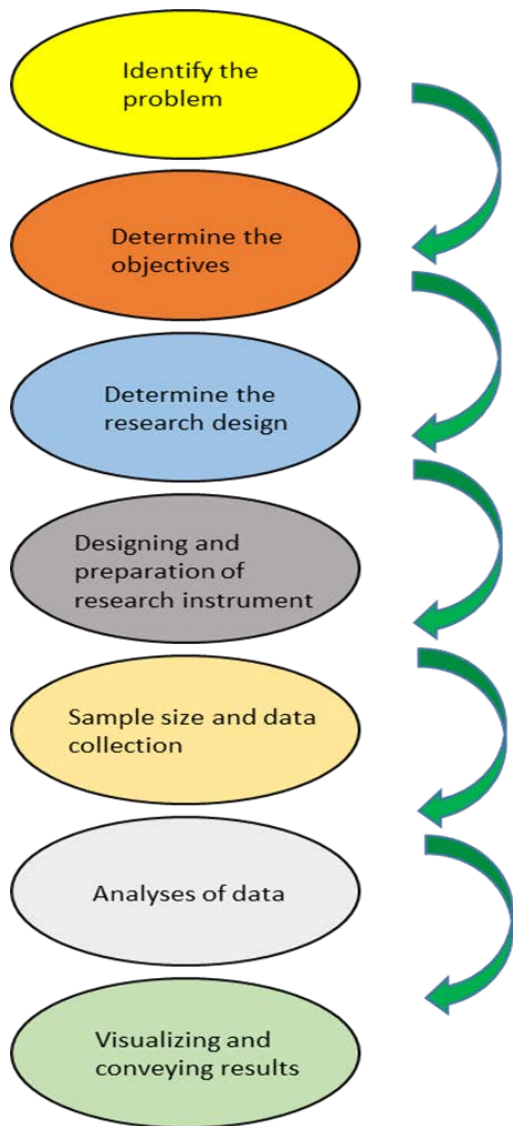 Identify the
problem
Determine the
objectives
Determine the
research design
Designing and
preparation of
research instrument
Sample size and data
collection
Analyses of data
Visualizing and
conveying results